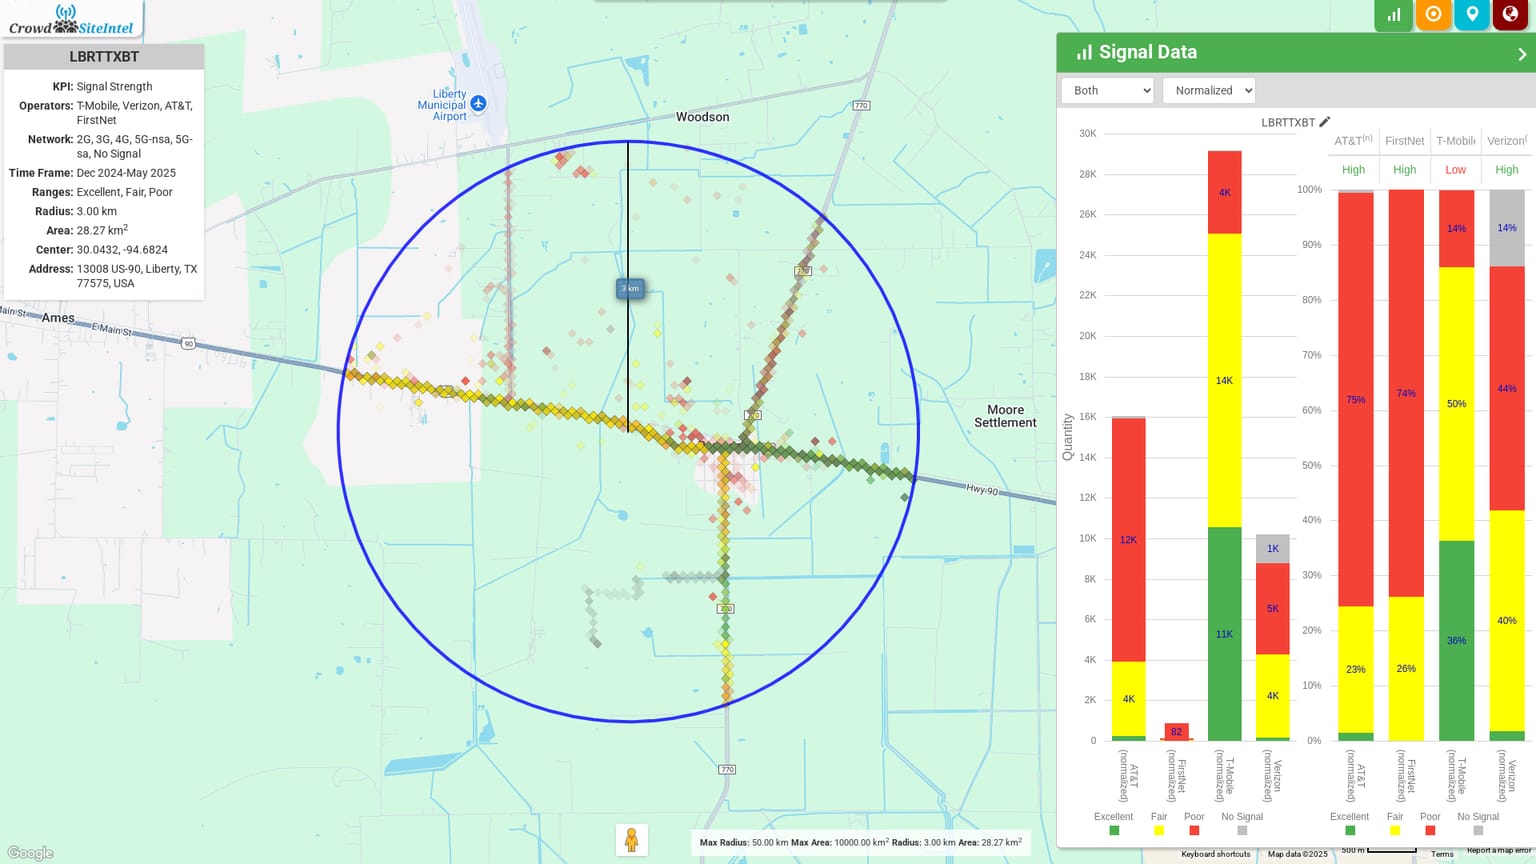 Crowd SiteIntel
LBRTTXBT
KPI: Signal Strength
Operators: T-Mobile, Verizon, AT&T,
FirstNet
Network: 2G, 3G, 4G, 5G-nsa, 5G-
sa, No Signal
Time Frame: Dec 2024-May 2025
Ranges: Excellent, Fair, Poor
Radius: 3.00 km
Area: 28.27 km²
Center: 30.0432, -94.6824
Address: 13008 US-90, Liberty, TX
77575, USA
Liberty
Municipal
Airport
Woodson
770
3 km
Main St
Ames
E Main St
90
770
Moore
Settlement
Hwy 90
770
770
Google
Max Radius: 50.00 km Max Area: 10000.00 km² Radius: 3.00 km Area: 28.27 km²
Signal Data
Both
Normalized
LBRTTXBT
30K
28K
26K
24K
22K
20K
18K
16K
14K
12K
10K
8K
6K
4K
2K
0
Quantity
12K
4K
82
4K
14K
11K
1K
5K
4K
AT&T
(normalized)
FirstNet
(normalized)
T-Mobile
(normalized)
Verizon
(normalized)
Excellent
Fair
Poor
No Signal
AT&T(n)
FirstNet
T-Mobile
Verizon(
High
High
Low
High
100%
90%
80%
70%
60%
50%
40%
30%
20%
10%
0%
75%
23%
74%
26%
14%
50%
36%
14%
44%
40%
AT&T
(normalized)
FirstNet
(normalized)
T-Mobile
(normalized)
Verizon
(normalized)
Excellent
Fair
Poor
No Signal
Keyboard shortcuts
Map data ©2025
500 m
Terms
Report a map error